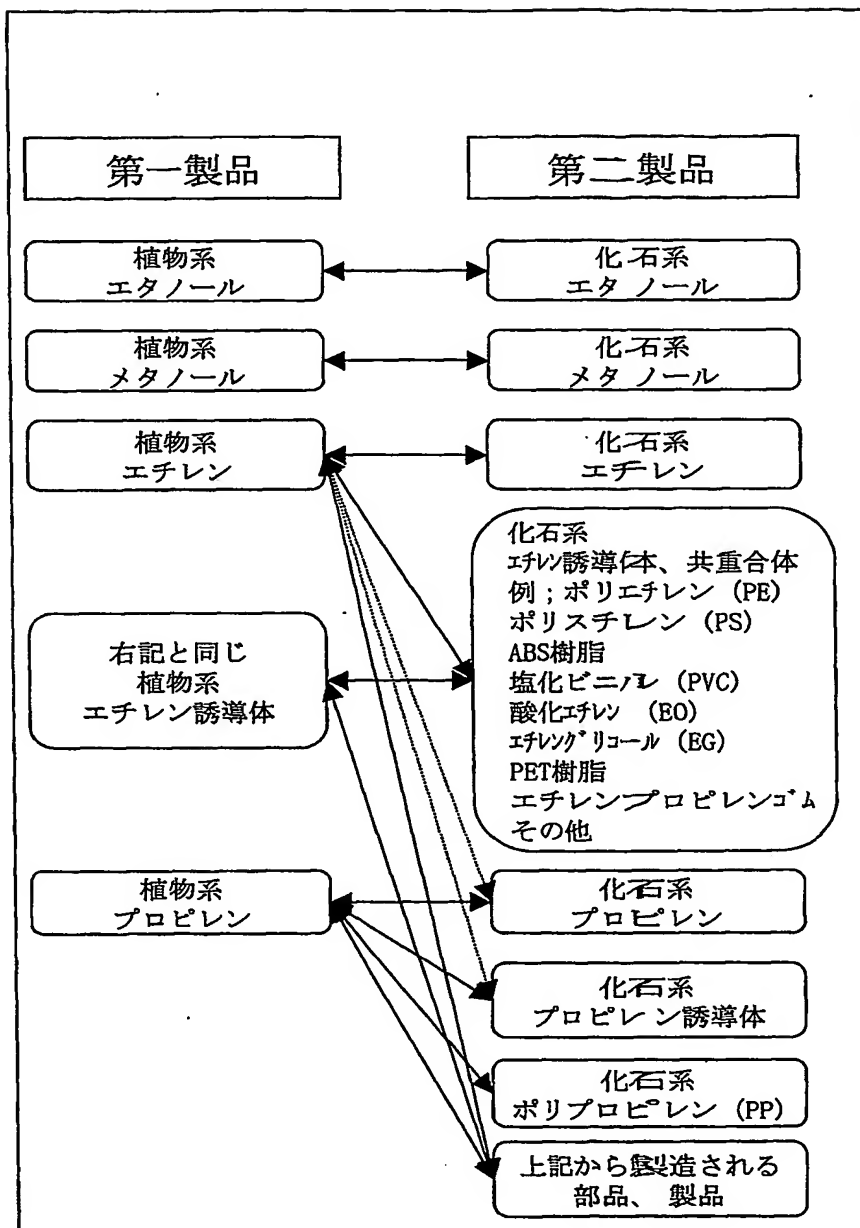 第一製品
第二製品
植物系
エタノール
化石系
エタノール
植物系
メタノール
化石系
メタノール
植物系
エチレン
化石系
エチレン
右記と同じ
植物系
エチレン誘導体
化石系
エチレン誘導体、共重合体
例；ポリエチレン (PE)
ポリスチレン (PS)
ABS樹脂
塩化ビニル (PVC)
酸化エチレン (EO)
エチレングリコール (EG)
PET樹脂
エチレンプロピレンゴム
その他
植物系
プロピレン
化石系
プロピレン
化石系
プロピレン誘導体
化石系
ポリプロピレン (PP)
上記から製造される
部品、製品